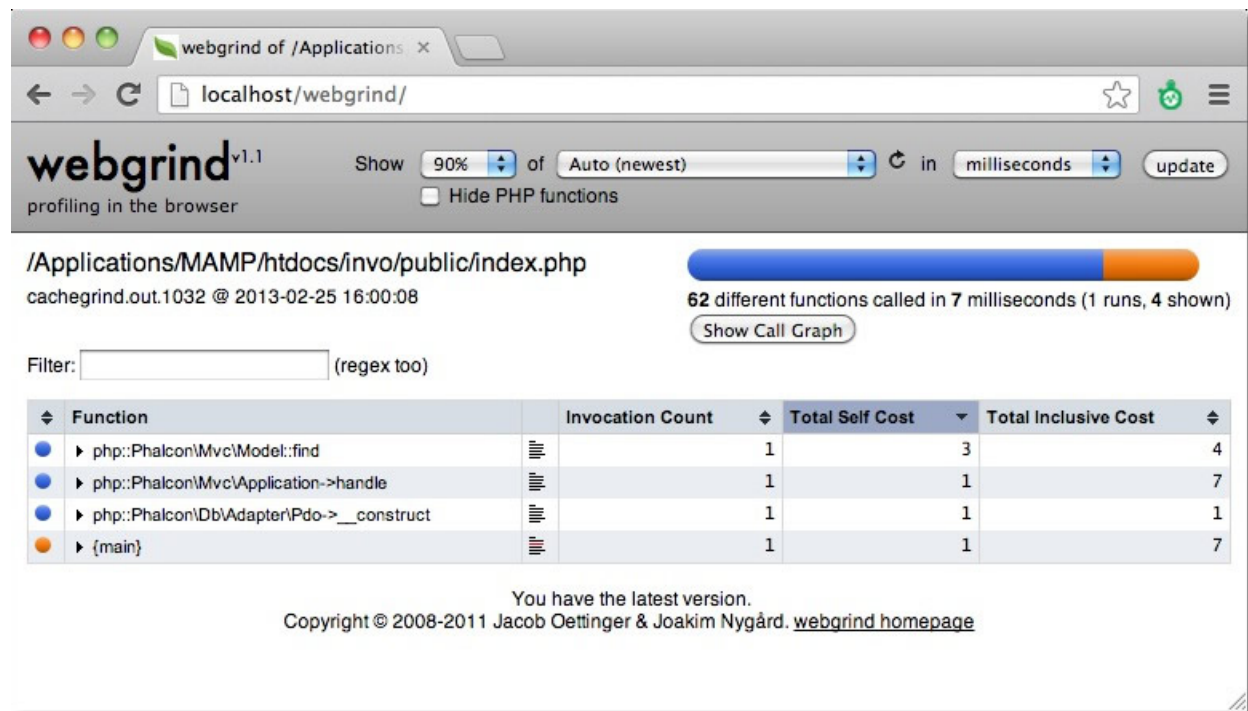 webgrind of /Applications
localhost/webgrind/
webgrind v1.1
profiling in the browser
Show 90% of Auto (newest) in milliseconds update
Hide PHP functions
/Applications/MAMP/htdocs/invo/public/index.php
cachegrind.out.1032 @ 2013-02-25 16:00:08
62 different functions called in 7 milliseconds (1 runs, 4 shown)
Show Call Graph
Filter: (regex too)
Function Invocation Count Total Self Cost Total Inclusive Cost
php::Phalcon\Mvc\Model::find 1 3 4
php::Phalcon\Mvc\Application->handle 1 1 7
php::Phalcon\Db\Adapter\Pdo->__construct 1 1 1
{main} 1 1 7
You have the latest version.
Copyright © 2008-2011 Jacob Oettinger & Joakim Nygård. webgrind homepage